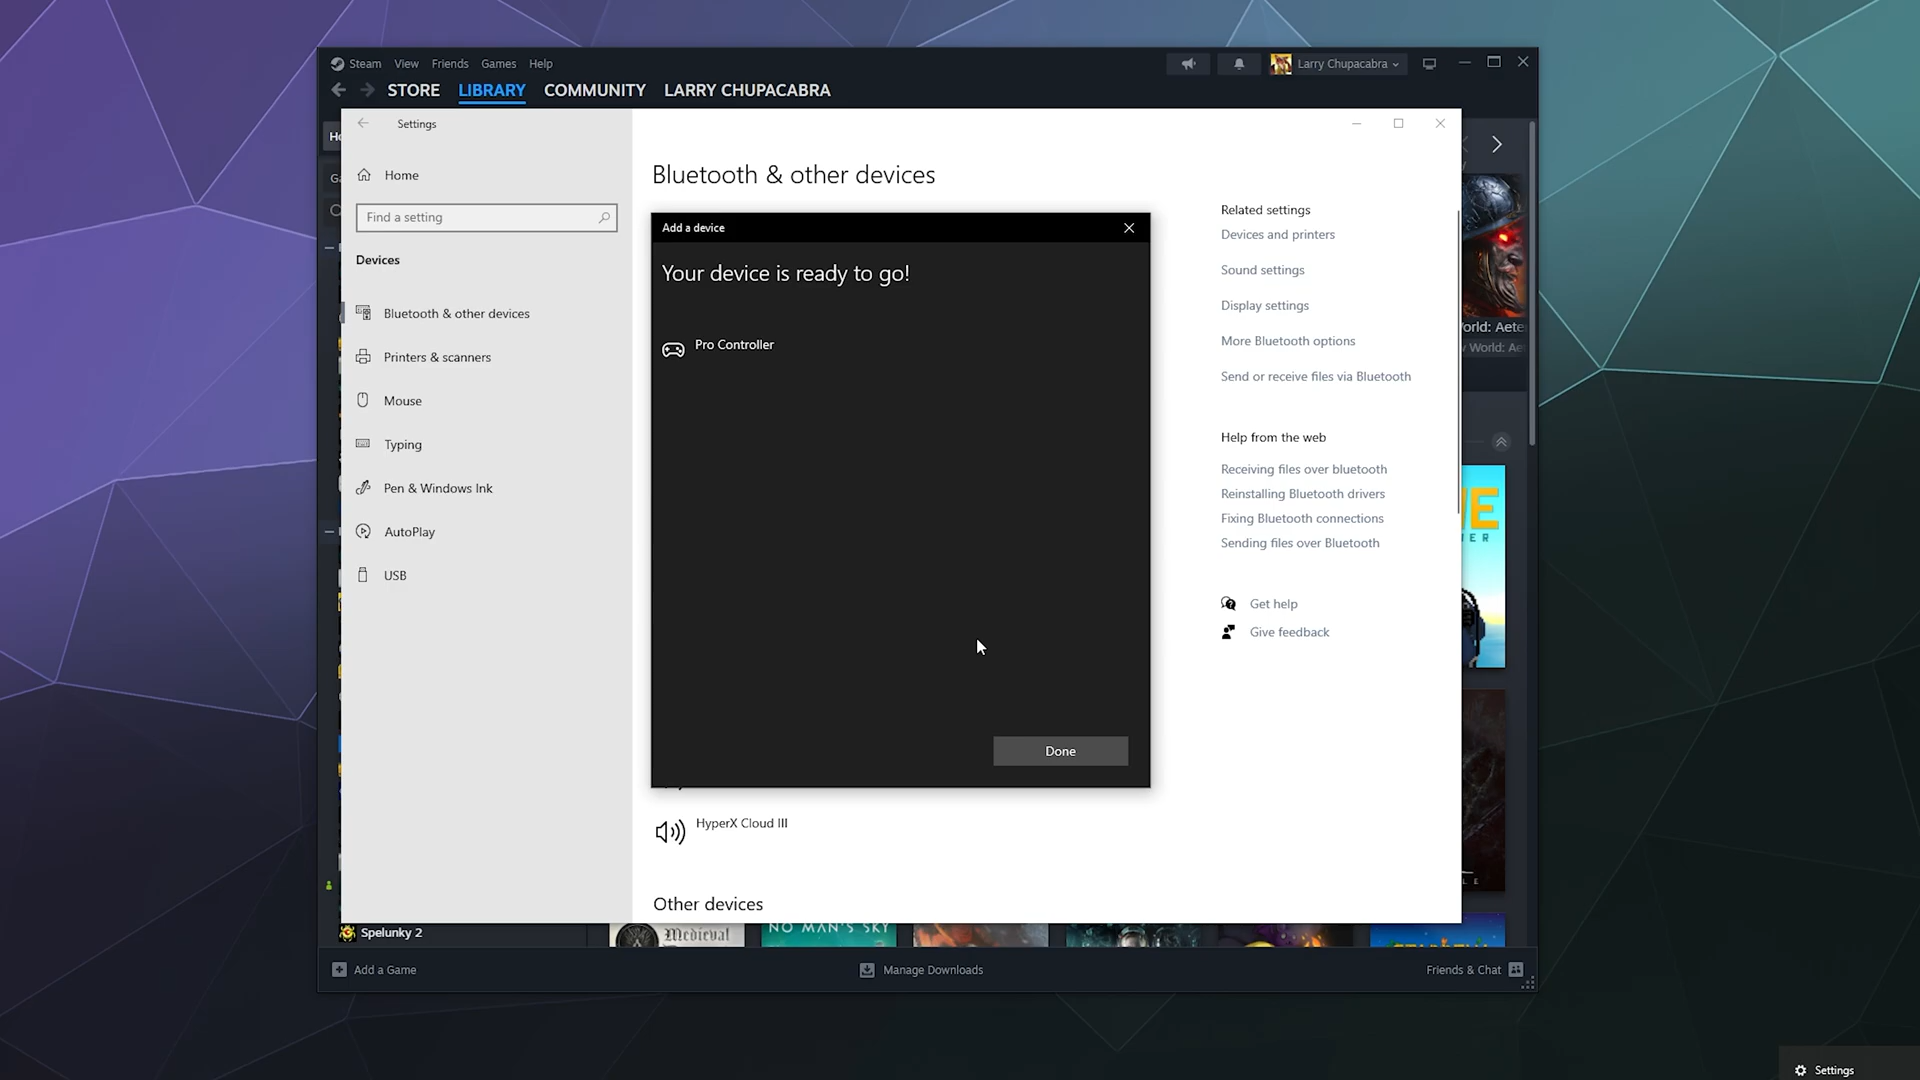 Steam View Friends Games Help
Larry Chupacabra
STORE LIBRARY COMMUNITY LARRY CHUPACABRA
Settings
Home
Find a setting
Devices
Bluetooth & other devices
Printers & scanners
Mouse
Typing
Pen & Windows Ink
AutoPlay
USB
Bluetooth & other devices
Add a device
Your device is ready to go!
Pro Controller
Done
HyperX Cloud III
Other devices
Related settings
Devices and printers
Sound settings
Display settings
More Bluetooth options
Send or receive files via Bluetooth
Help from the web
Receiving files over bluetooth
Reinstalling Bluetooth drivers
Fixing Bluetooth connections
Sending files over Bluetooth
Get help
Give feedback
Spelunky 2
Medieval
NO MAN'S SKY
Add a Game
Manage Downloads
Friends & Chat
Settings